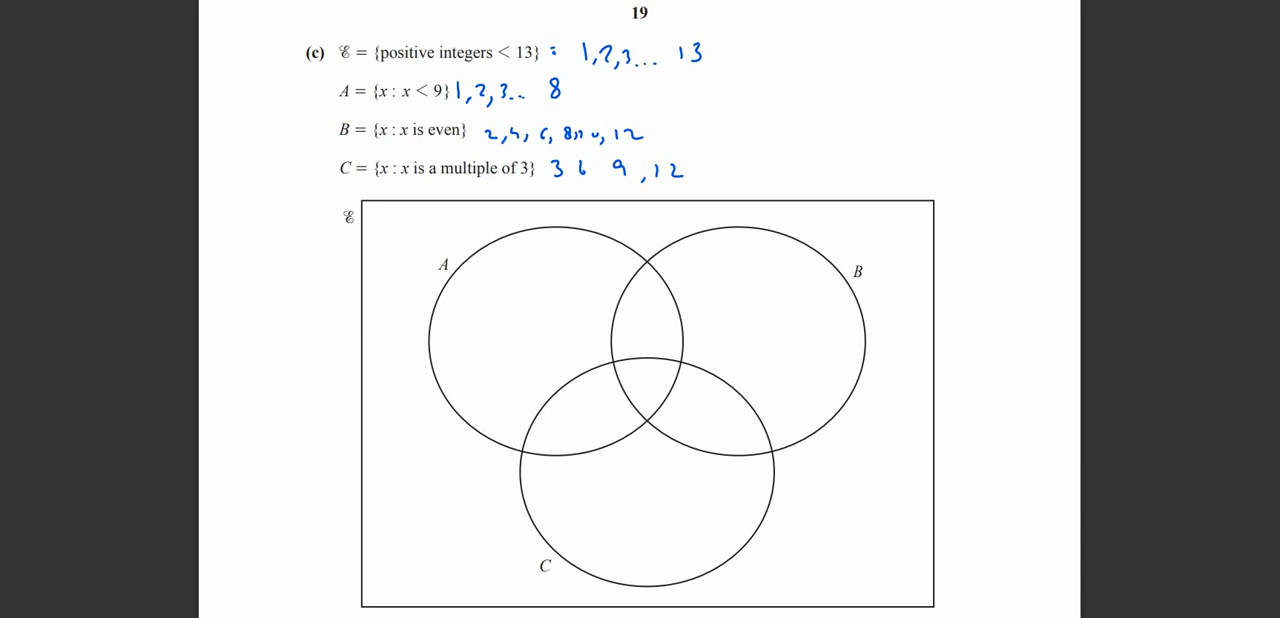 19
(c) ℰ = {positive integers < 13} : 1, 2, 3... 13
A = {x : x < 9} 1, 2, 3.. 8
B = {x : x is even} 2, 4, 6, 8, 10, 12
C = {x : x is a multiple of 3} 3 6 9, 12
ℰ
A
B
C